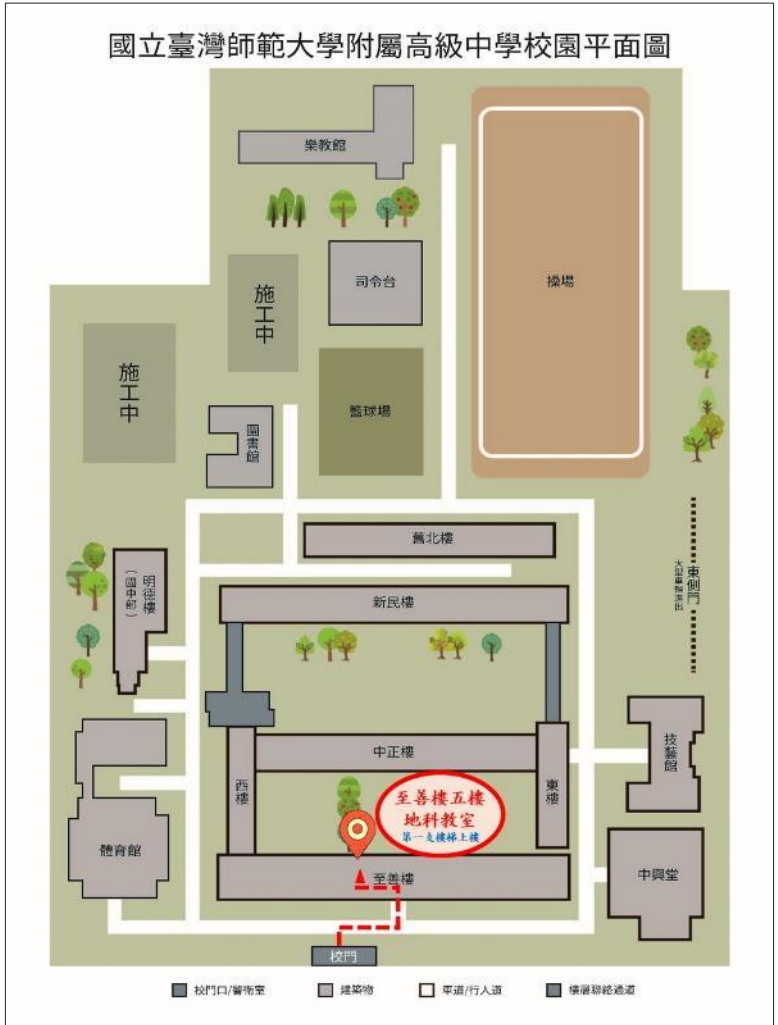 國立臺灣師範大學附屬高級中學校園平面圖
樂教館
司令台
操場
施工中
施工中
籃球場
圖書館
舊北樓
明德樓
(國中部)
新民樓
東側門
大型車輛進出
中正樓
西樓
東樓
技藝館
至善樓五樓
地科教室
第一支樓梯上樓
體育館
至善樓
中興堂
校門
校門口/警衛室
建築物
車道/行人道
樓層聯絡通道